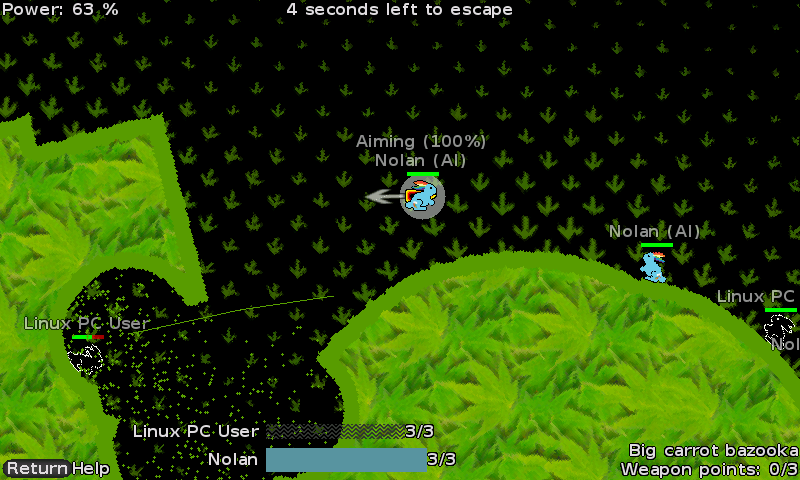 Power: 63 %
4 seconds left to escape
Aiming (100%)
Nolan (AI)
Nolan (AI)
Linux PC
Linux PC User
Nol
Linux PC User 3/3
Nolan 3/3
Big carrot bazooka
Weapon points: 0/3
Return Help